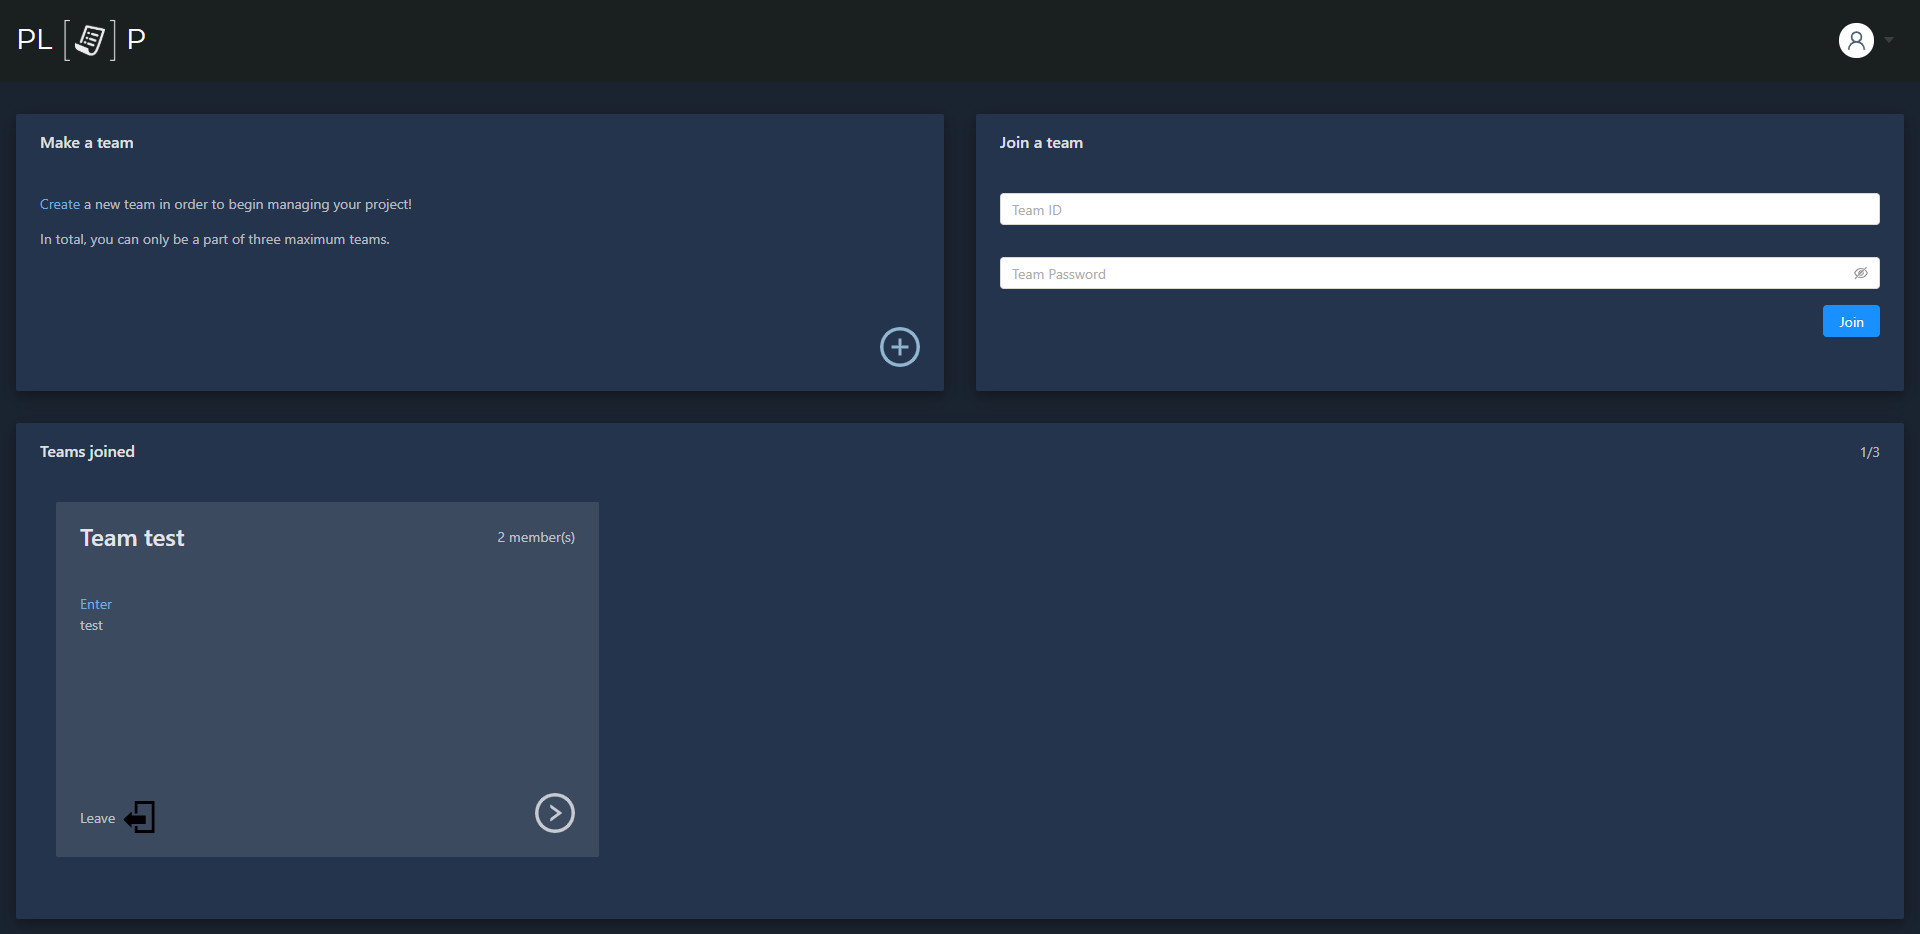 PL [ ] P
Make a team
Create a new team in order to begin managing your project!
In total, you can only be a part of three maximum teams.
Join a team
Team ID
Team Password
Join
Teams joined
1/3
Team test
2 member(s)
Enter
test
Leave